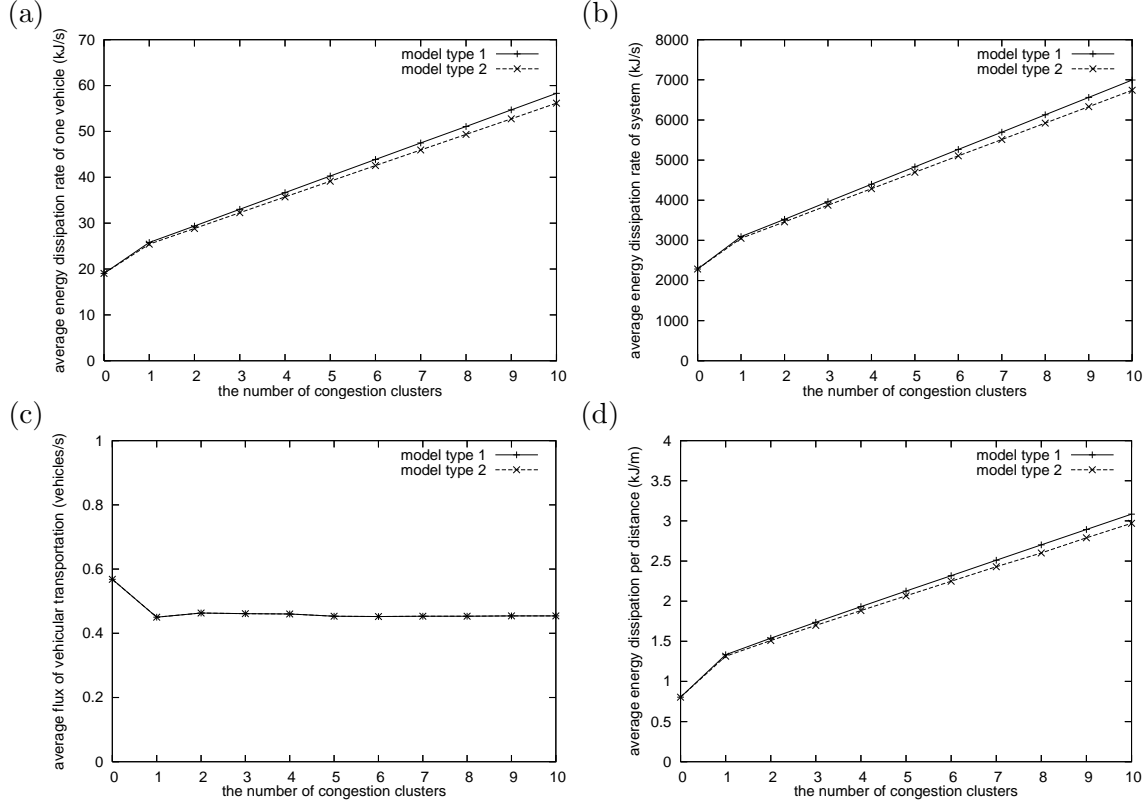 (a)
average energy dissipation rate of one vehicle (kJ/s)
70
60
50
40
30
20
10
0
model type 1
model type 2
0 1 2 3 4 5 6 7 8 9 10
the number of congestion clusters
(b)
average energy dissipation rate of system (kJ/s)
8000
7000
6000
5000
4000
3000
2000
1000
0
model type 1
model type 2
0 1 2 3 4 5 6 7 8 9 10
the number of congestion clusters
(c)
average flux of vehicular transportation (vehicles/s)
1
0.8
0.6
0.4
0.2
0
model type 1
model type 2
0 1 2 3 4 5 6 7 8 9 10
the number of congestion clusters
(d)
average energy dissipation per distance (kJ/m)
4
3.5
3
2.5
2
1.5
1
0.5
0
model type 1
model type 2
0 1 2 3 4 5 6 7 8 9 10
the number of congestion clusters